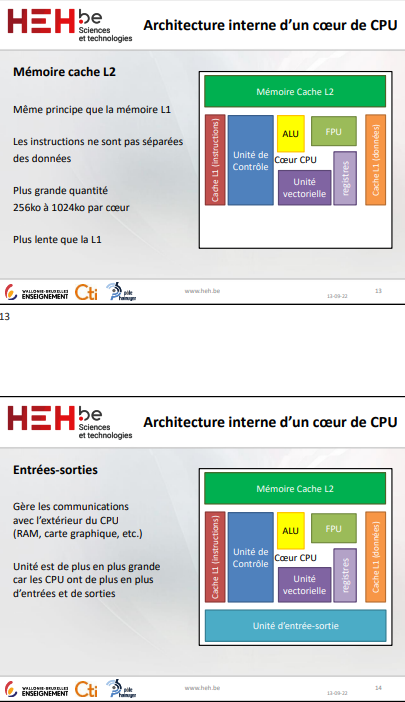 HEH.be
Sciences
et technologies
Architecture interne d'un cœur de CPU
Mémoire cache L2
Même principe que la mémoire L1
Les instructions ne sont pas séparées
des données
Plus grande quantité
256ko à 1024ko par cœur
Plus lente que la L1
Mémoire Cache L2
Cache L1 (instructions)
Unité de
Contrôle
ALU
FPU
Cœur CPU
Unité
vectorielle
registres
Cache L1 (données)
WALLONIE-BRUXELLES
ENSEIGNEMENT
Cti
pôle
hainuyer
www.heh.be
13-09-22
13
13
HEH.be
Sciences
et technologies
Architecture interne d'un cœur de CPU
Entrées-sorties
Gère les communications
avec l'extérieur du CPU
(RAM, carte graphique, etc.)
Unité est de plus en plus grande
car les CPU ont de plus en plus
d'entrées et de sorties
Mémoire Cache L2
Cache L1 (instructions)
Unité de
Contrôle
ALU
FPU
Cœur CPU
Unité
vectorielle
registres
Cache L1 (données)
Unité d'entrée-sortie
WALLONIE-BRUXELLES
ENSEIGNEMENT
Cti
pôle
hainuyer
www.heh.be
13-09-22
14